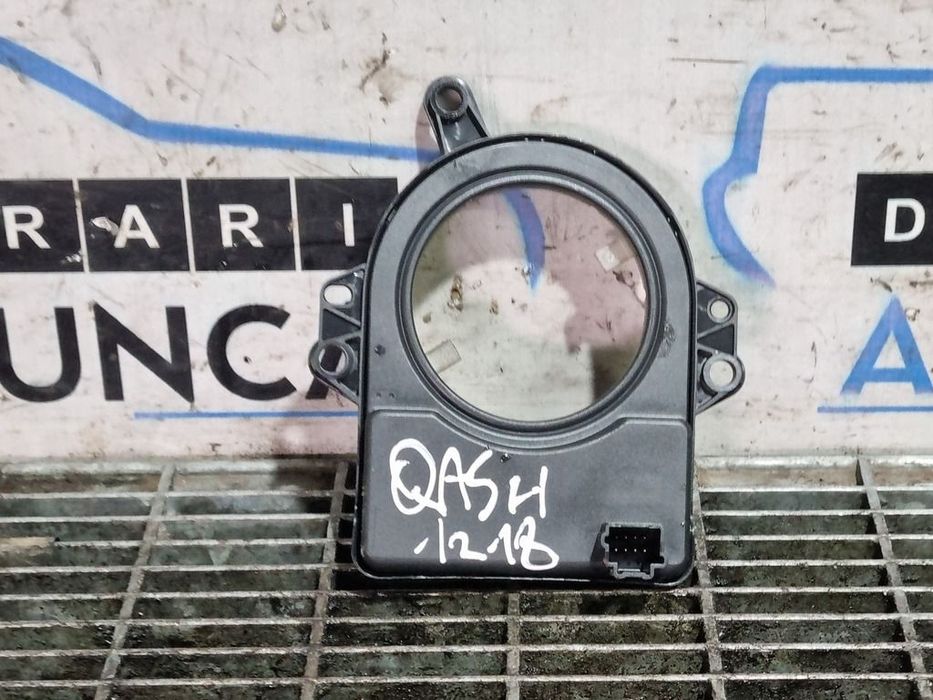 RARI D
UNCA A
QASH
.12.18